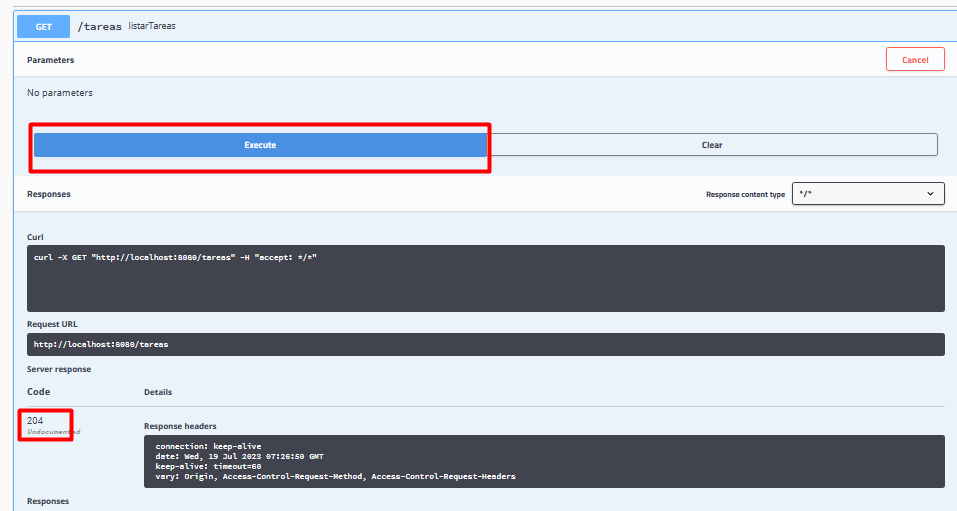 GET /tareas listarTareas
Parameters
Cancel
No parameters
Execute
Clear
Responses
Response content type */*
Curl
curl -X GET "http://localhost:8080/tareas" -H "accept: */*"
Request URL
http://localhost:8080/tareas
Server response
Code Details
204
Undocumented
Response headers
connection: keep-alive
date: Wed, 19 Jul 2023 07:26:50 GMT
keep-alive: timeout=60
vary: Origin, Access-Control-Request-Method, Access-Control-Request-Headers
Responses